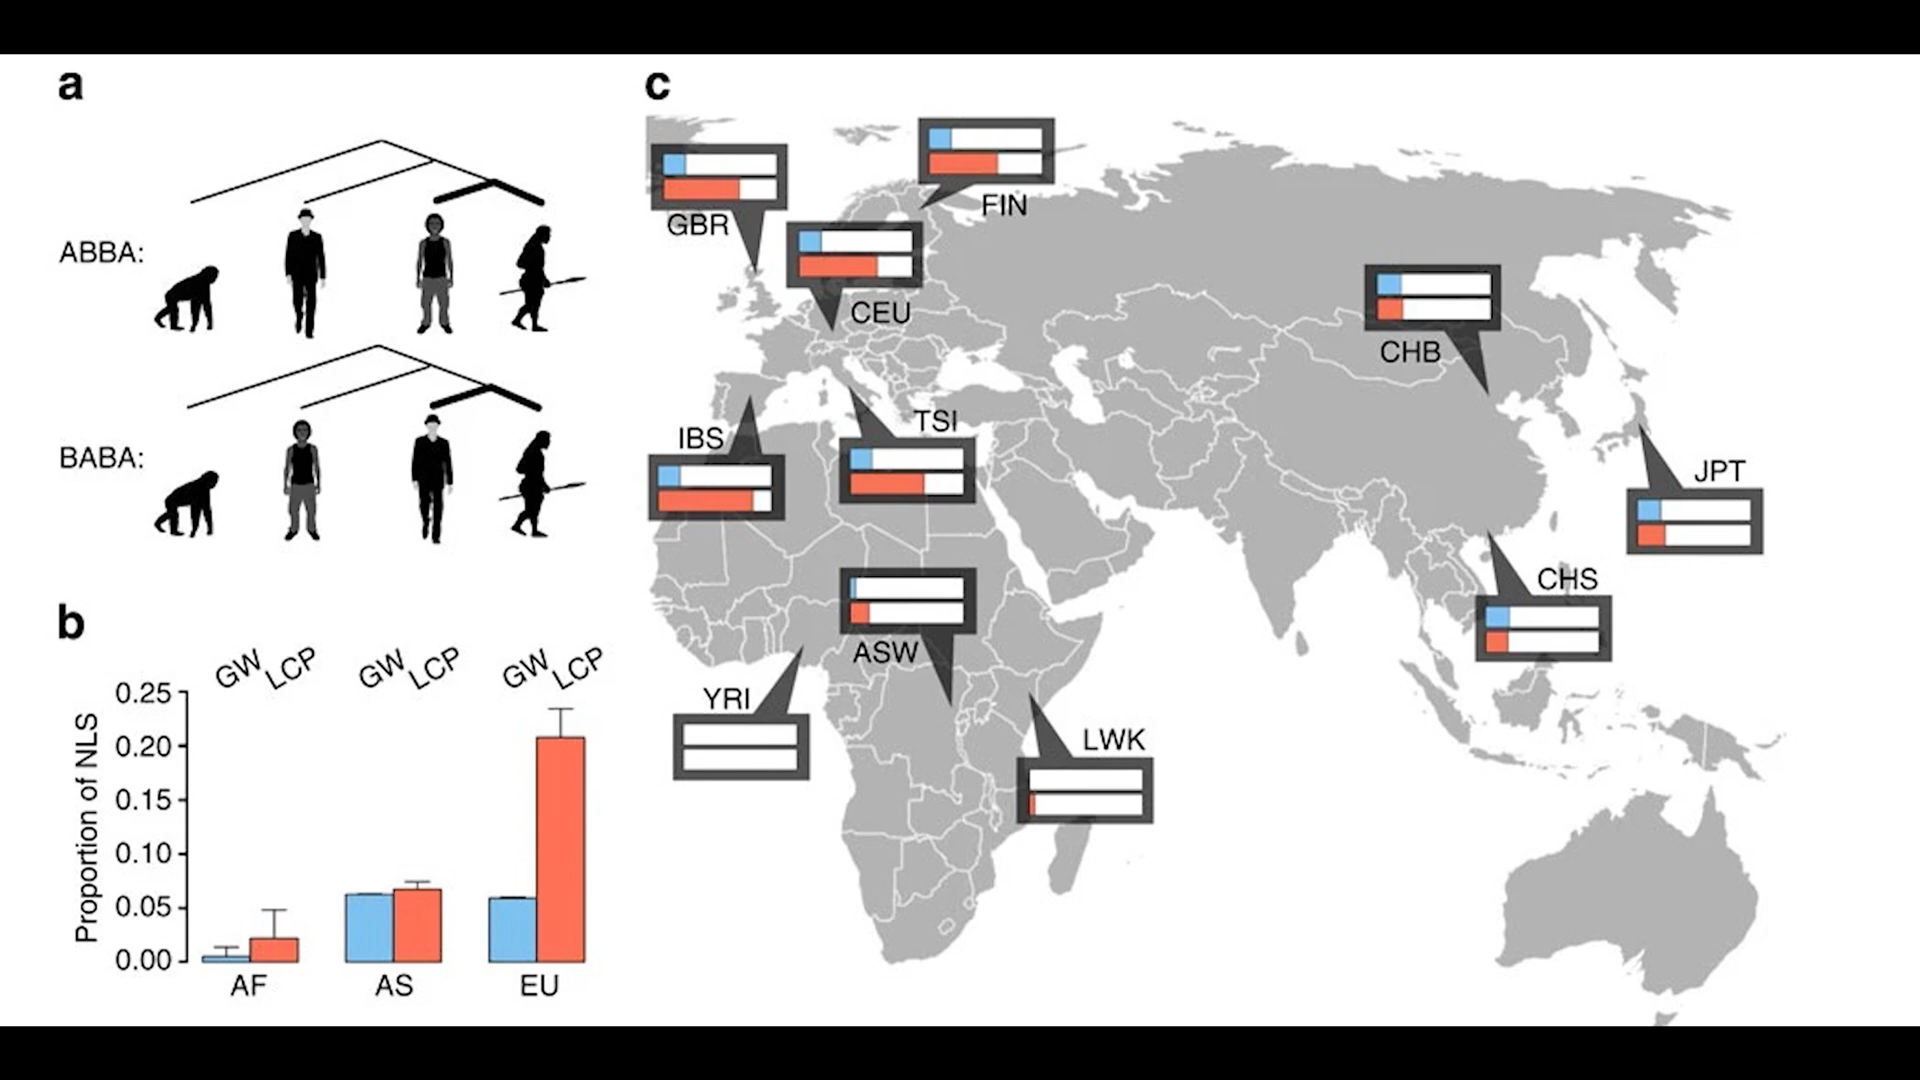 a
ABBA:
BABA:
b
GW LCP GW LCP GW LCP
Proportion of NLS
0.25
0.20
0.15
0.10
0.05
0.00
AF AS EU
c
FIN
GBR
CEU
CHB
TSI
IBS
JPT
CHS
ASW
YRI
LWK